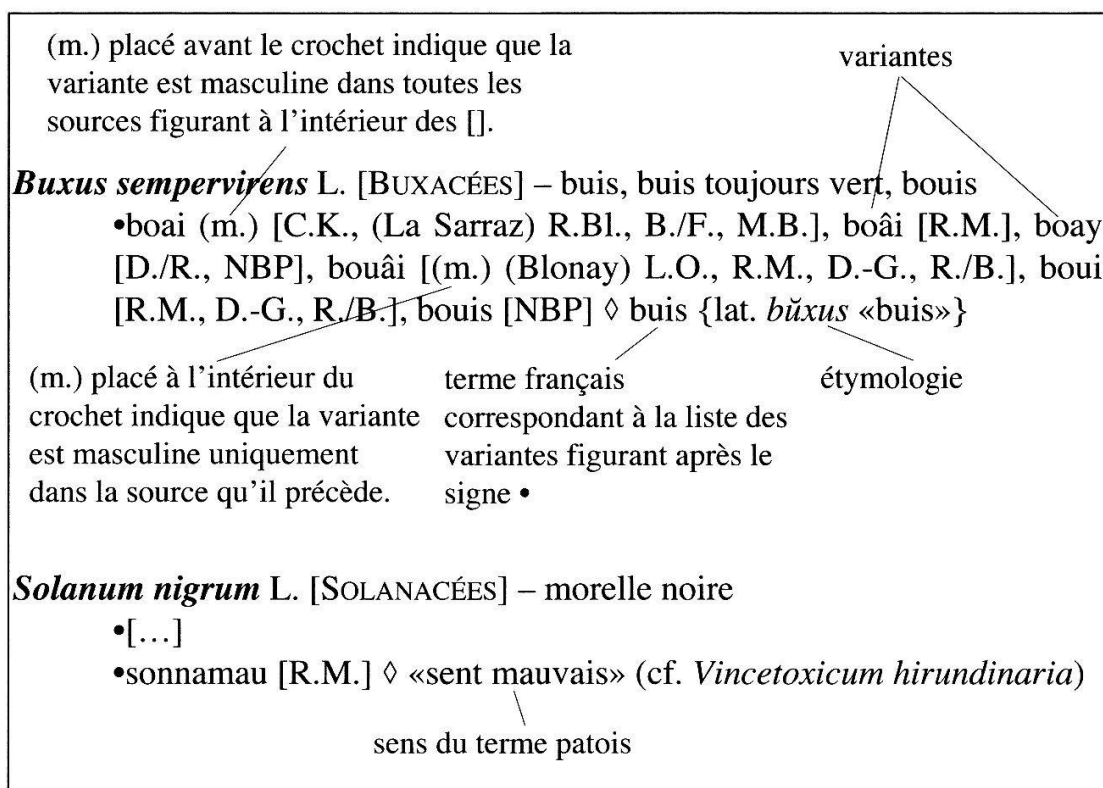 (m.) placé avant le crochet indique que la
variante est masculine dans toutes les
sources figurant à l'intérieur des [].
variantes
Buxus sempervirens L. [BUXACÉES] – buis, buis toujours vert, bouis
•boai (m.) [C.K., (La Sarraz) R.Bl., B./F., M.B.], boâi [R.M.], boay
[D./R., NBP], bouâi [(m.) (Blonay) L.O., R.M., D.-G., R./B.], boui
[R.M., D.-G., R./B.], bouis [NBP] ◊ buis {lat. bŭxus «buis»}
(m.) placé à l'intérieur du
crochet indique que la variante
est masculine uniquement
dans la source qu'il précède.
terme français
correspondant à la liste des
variantes figurant après le
signe •
étymologie
Solanum nigrum L. [SOLANACÉES] – morelle noire
•[…]
•sonnamau [R.M.] ◊ «sent mauvais» (cf. Vincetoxicum hirundinaria)
sens du terme patois